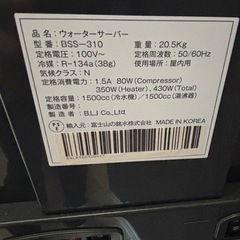 品名：ウォーターサーバー
型番：BSS-310 重量：20.5Kg
定格電圧：100V~ 定格周波数：50/60Hz
冷媒：R-134a(38g) 使用場所：屋内用
気候クラス：N
定格消費電力：1.5A 80W(Compressor)
350W(Heater), 430W(Total)
定格容量：1500cc(冷水機)／1500cc(湯沸器)
製造番号：
製造元：B.I.J Co.,Ltd.
輸入元：富士山の銘水株式会社
MADE IN KOREA